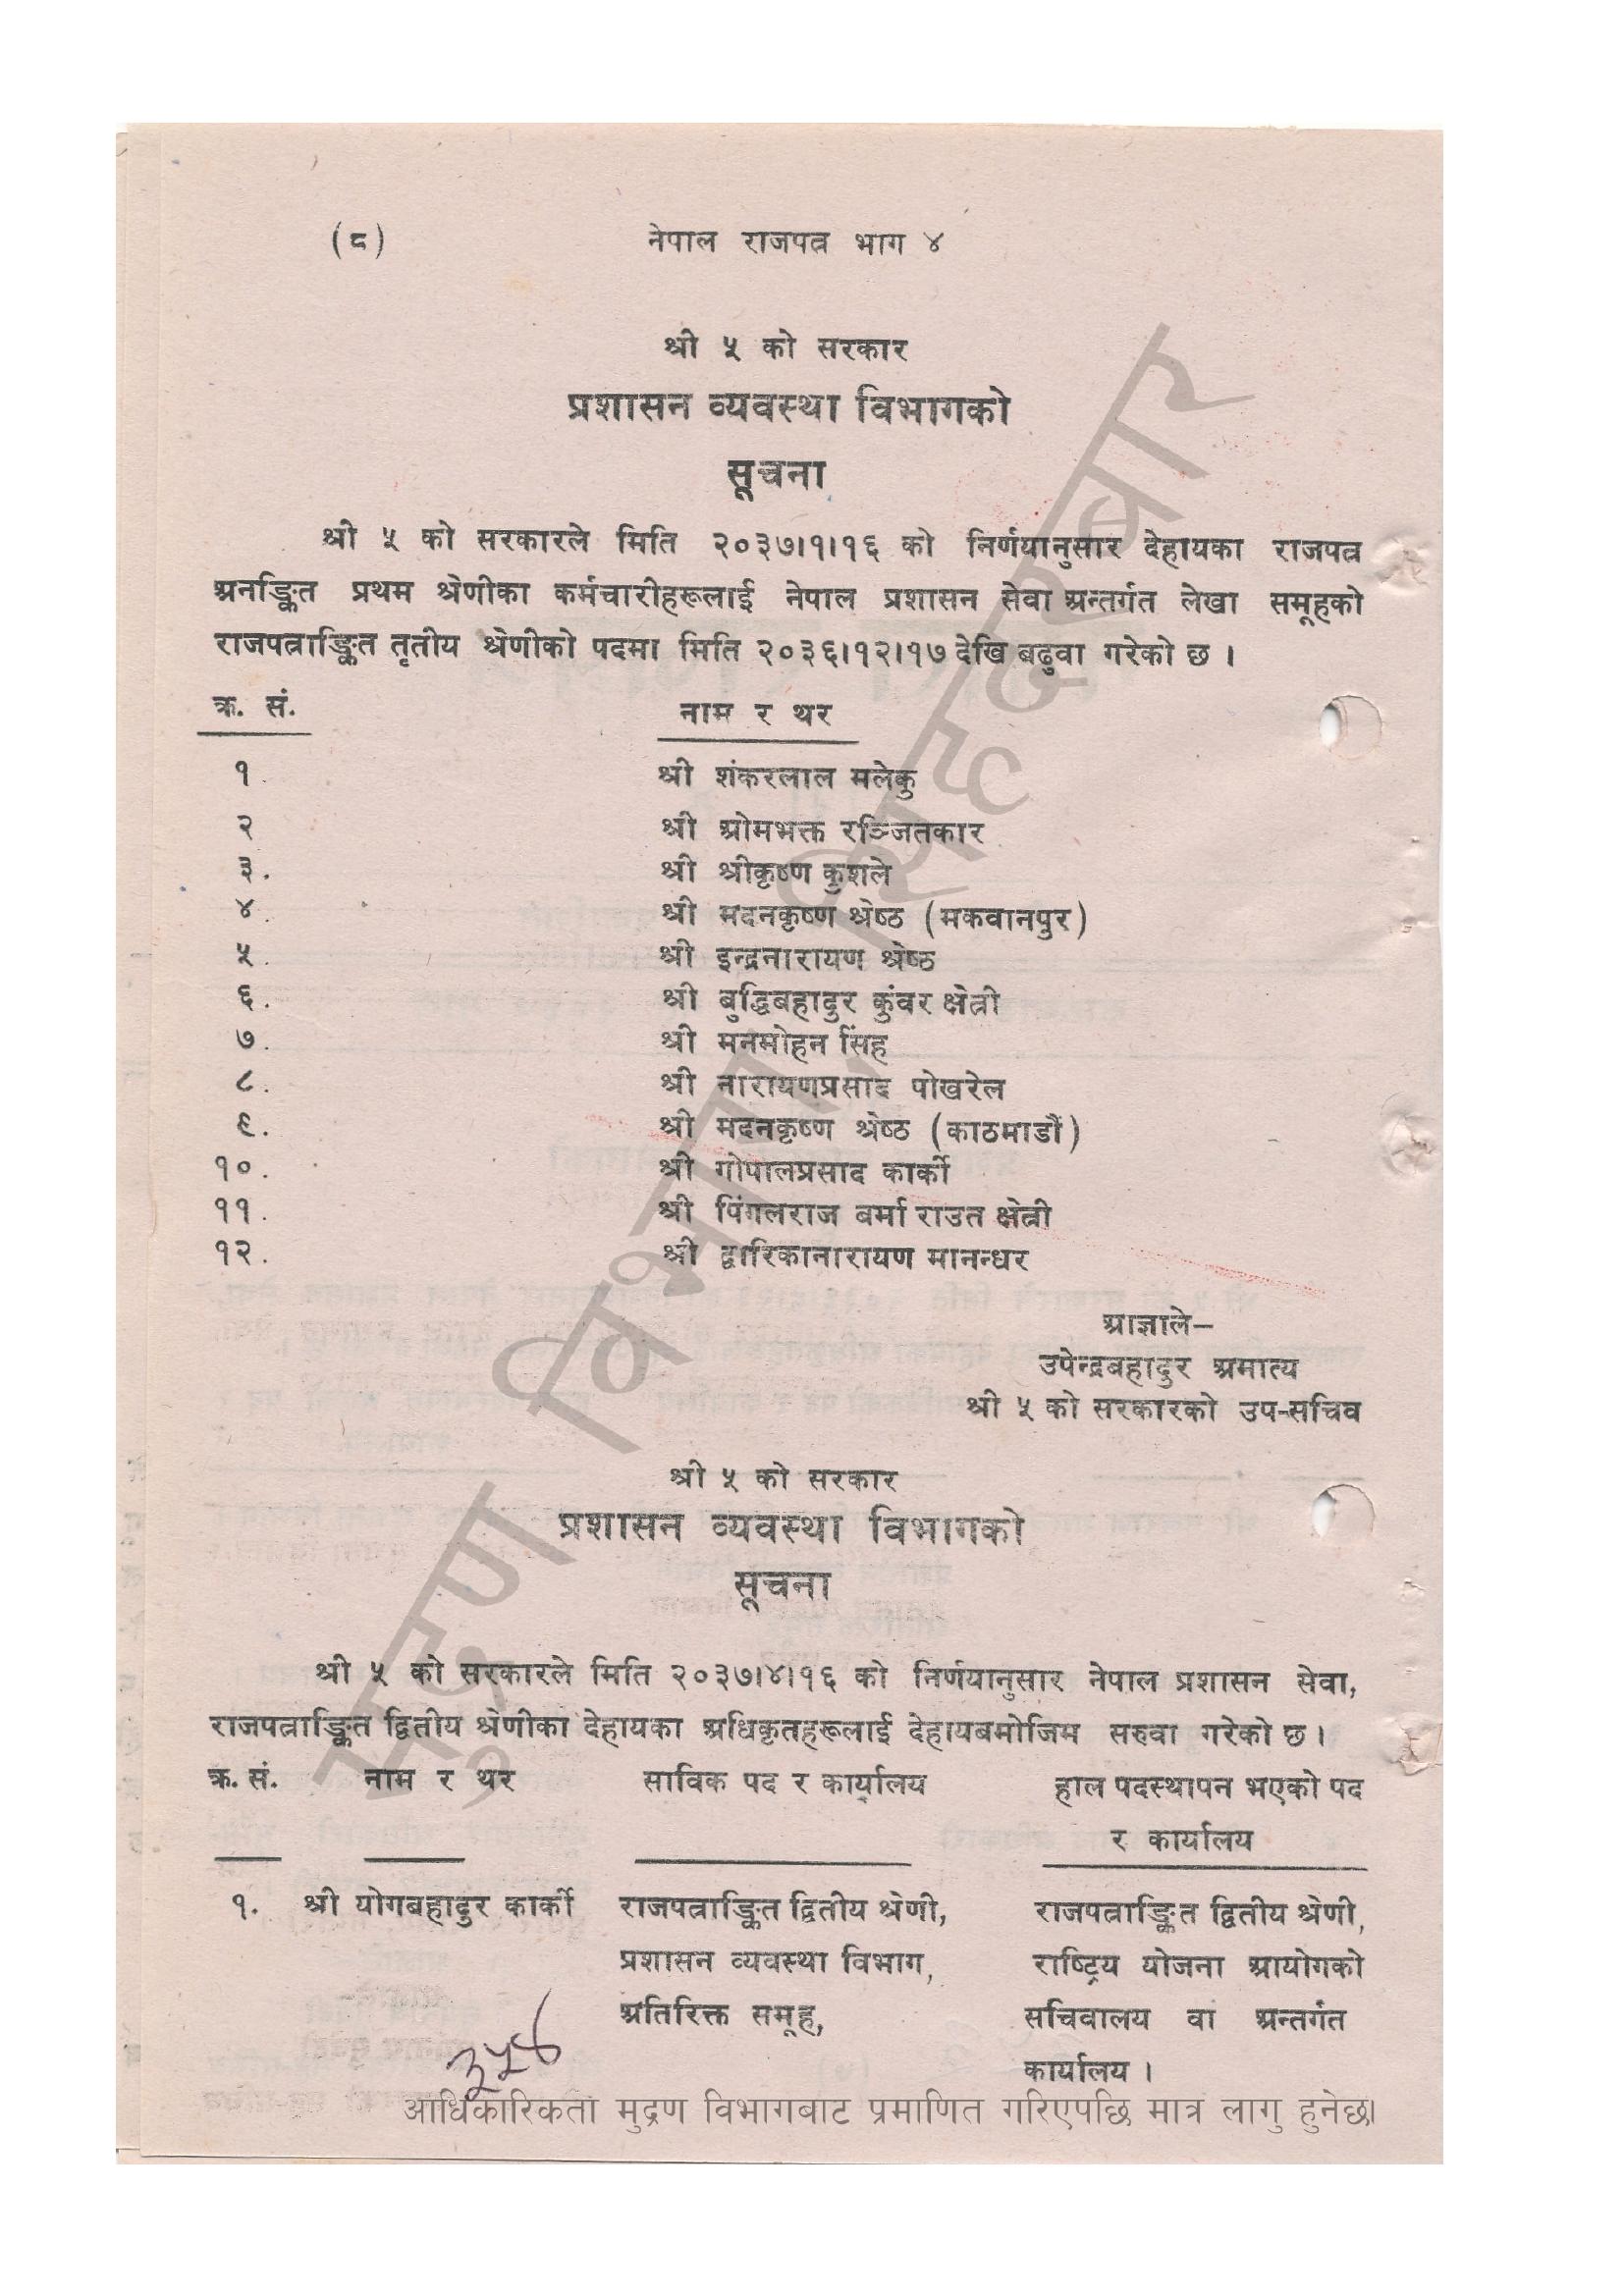 (८) नेपाल राजपत्र भाग ४
श्री ५ को सरकार
प्रशासन व्यवस्था विभागको
सूचना
श्री ५ को सरकारले मिति २०३७।१।१६ को निर्णयानुसार देहायका राजपत्र
अनङ्कित प्रथम श्रेणीका कर्मचारीहरूलाई नेपाल प्रशासन सेवा अन्तर्गत लेखा समूहको
राजपत्राङ्कित तृतीय श्रेणीको पदमा मिति २०३६।१२।१७ देखि बढुवा गरेको छ ।
क्र. सं. नाम र थर
१ श्री शंकरलाल मलेकु
२ श्री ओमभक्त रञ्जितकार
३. श्री श्रीकृष्ण कुशले
४. श्री मदनकृष्ण श्रेष्ठ (मकवानपुर)
५. श्री इन्द्रनारायण श्रेष्ठ
६. श्री बुद्धिबहादुर कुंवर क्षेत्री
७. श्री मनमोहन सिंह
८. श्री नारायणप्रसाद पोखरेल
९. श्री मदनकृष्ण श्रेष्ठ (काठमाडौं)
१०. श्री गोपालप्रसाद कार्की
११. श्री पिंगलराज बर्मा राउत क्षेत्री
१२. श्री द्वारिकानारायण मानन्धर
आज्ञाले–
उपेन्द्रबहादुर अमात्य
श्री ५ को सरकारको उप-सचिव
श्री ५ को सरकार
प्रशासन व्यवस्था विभागको
सूचना
श्री ५ को सरकारले मिति २०३७।४।१६ को निर्णयानुसार नेपाल प्रशासन सेवा,
राजपत्राङ्कित द्वितीय श्रेणीका देहायका अधिकृतहरूलाई देहायबमोजिम सरुवा गरेको छ ।
क्र. सं. नाम र थर साविक पद र कार्यालय हाल पदस्थापन भएको पद
र कार्यालय
१. श्री योगबहादुर कार्की राजपत्राङ्कित द्वितीय श्रेणी, राजपत्राङ्कित द्वितीय श्रेणी,
प्रशासन व्यवस्था विभाग, राष्ट्रिय योजना आयोगको
अतिरिक्त समूह, सचिवालय वा अन्तर्गत
कार्यालय ।
३५४
आधिकारिकता मुद्रण विभागबाट प्रमाणित गरिएपछि मात्र लागु हुनेछ।
मुद्रण विभाग, सिंहदरबार